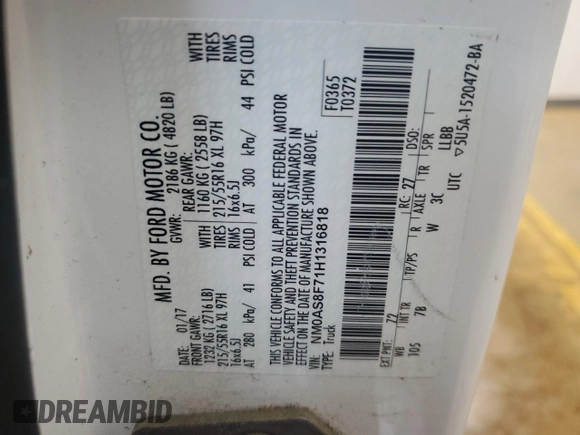 MFD. BY FORD MOTOR CO.
DATE: 01/17 GVWR: 2186 KG ( 4820 LB)
FRONT GAWR: REAR GAWR:
1232 KG ( 2716 LB) 1160 KG ( 2558 LB) WITH
215/55R16 XL 97H 215/55R16 XL 97H TIRES
16x6.5J RIMS 16x6.5J RIMS
AT 280 kPa/ 41 PSI COLD AT 300 kPa/ 44 PSI COLD
THIS VEHICLE CONFORMS TO ALL APPLICABLE FEDERAL MOTOR
VEHICLE SAFETY AND THEFT PREVENTION STANDARDS IN
EFFECT ON THE DATE OF MANUFACTURE SHOWN ABOVE.
VIN: NM0AS8F71H1316818
TYPE: Truck
F0365
T0372
EXT PNT: Z2 RC: 27 DSO:
WB INT TR TP/PS R AXLE TR SPR
105 7B W 3C LLBB
UTC ▽5U5A-1520472-BA
WITH TIRES RIMS
DREAMBID